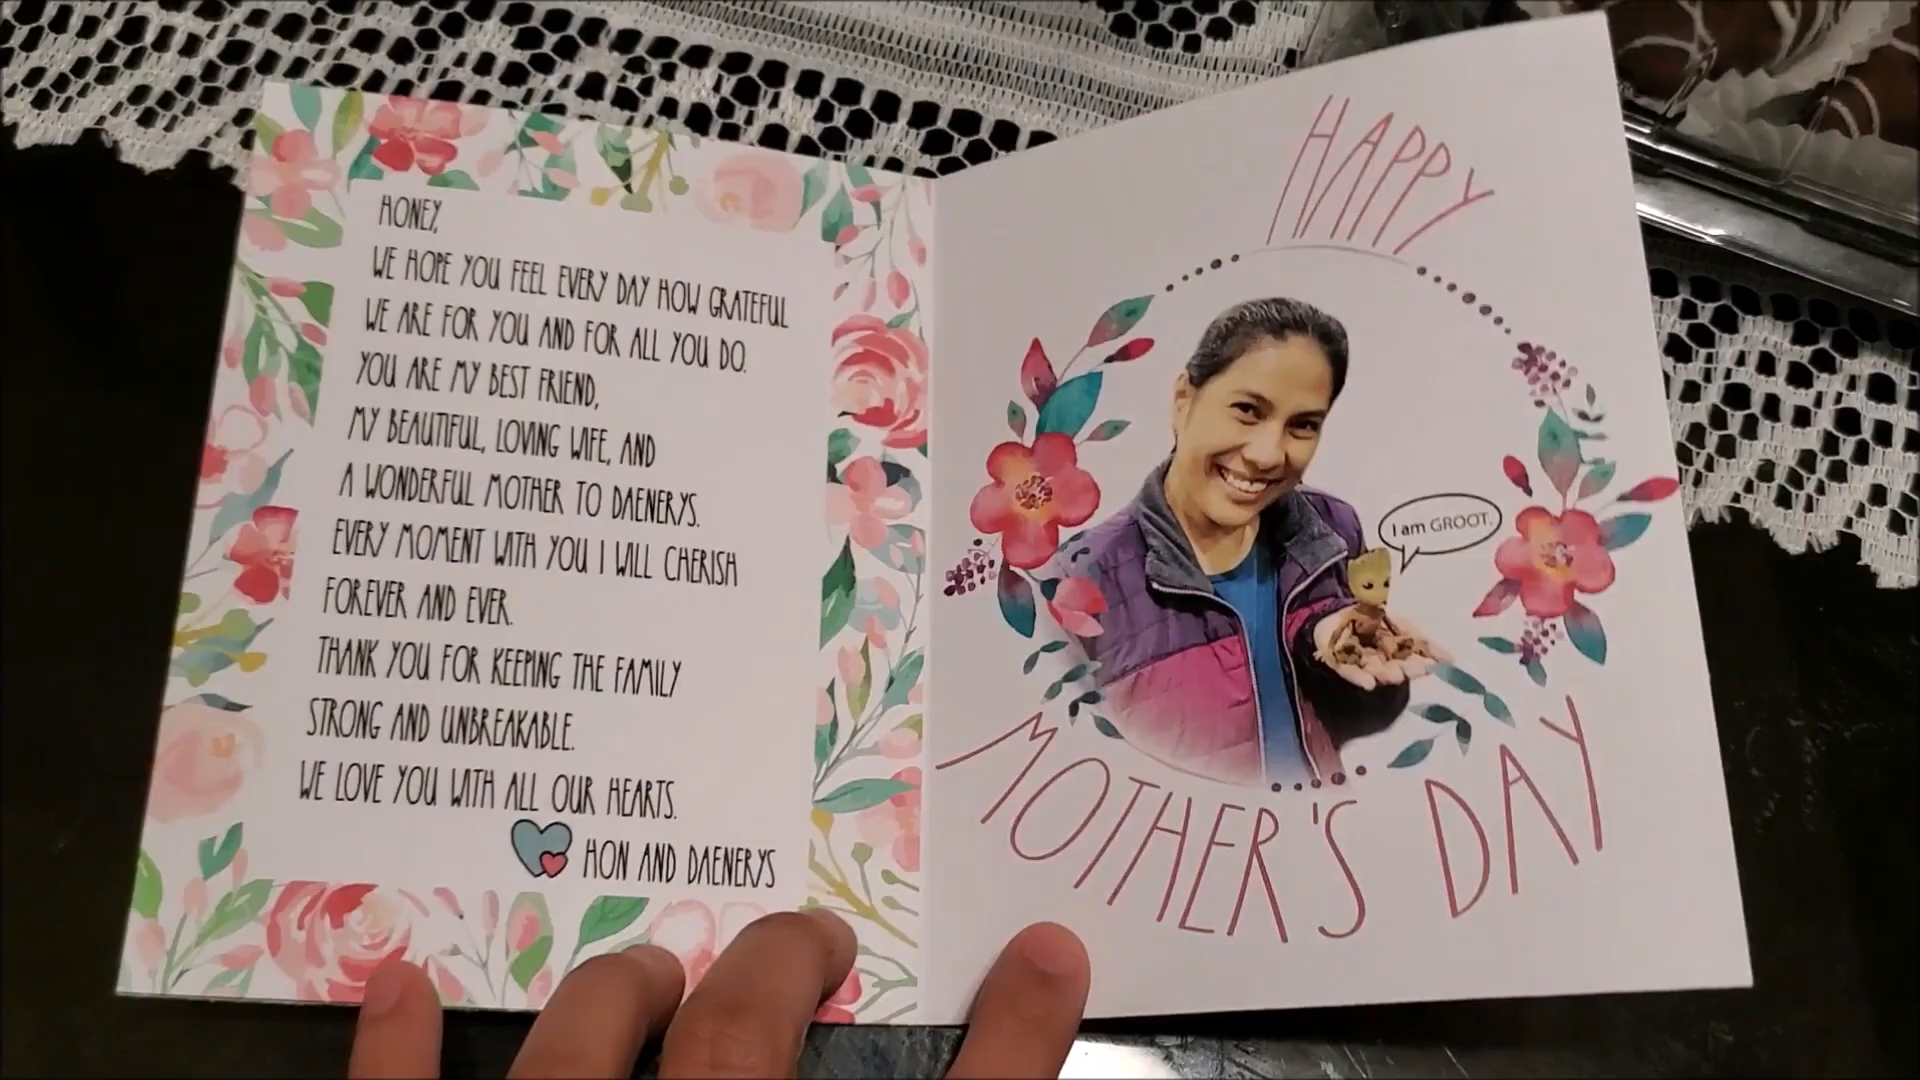 HONEY,
WE HOPE YOU FEEL EVERY DAY HOW GRATEFUL
WE ARE FOR YOU AND FOR ALL YOU DO.
YOU ARE MY BEST FRIEND,
MY BEAUTIFUL, LOVING WIFE, AND
A WONDERFUL MOTHER TO DAENERYS.
EVERY MOMENT WITH YOU I WILL CHERISH
FOREVER AND EVER.
THANK YOU FOR KEEPING THE FAMILY
STRONG AND UNBREAKABLE.
WE LOVE YOU WITH ALL OUR HEARTS.
HON AND DAENERYS
HAPPY
I am GROOT.
MOTHER'S DAY